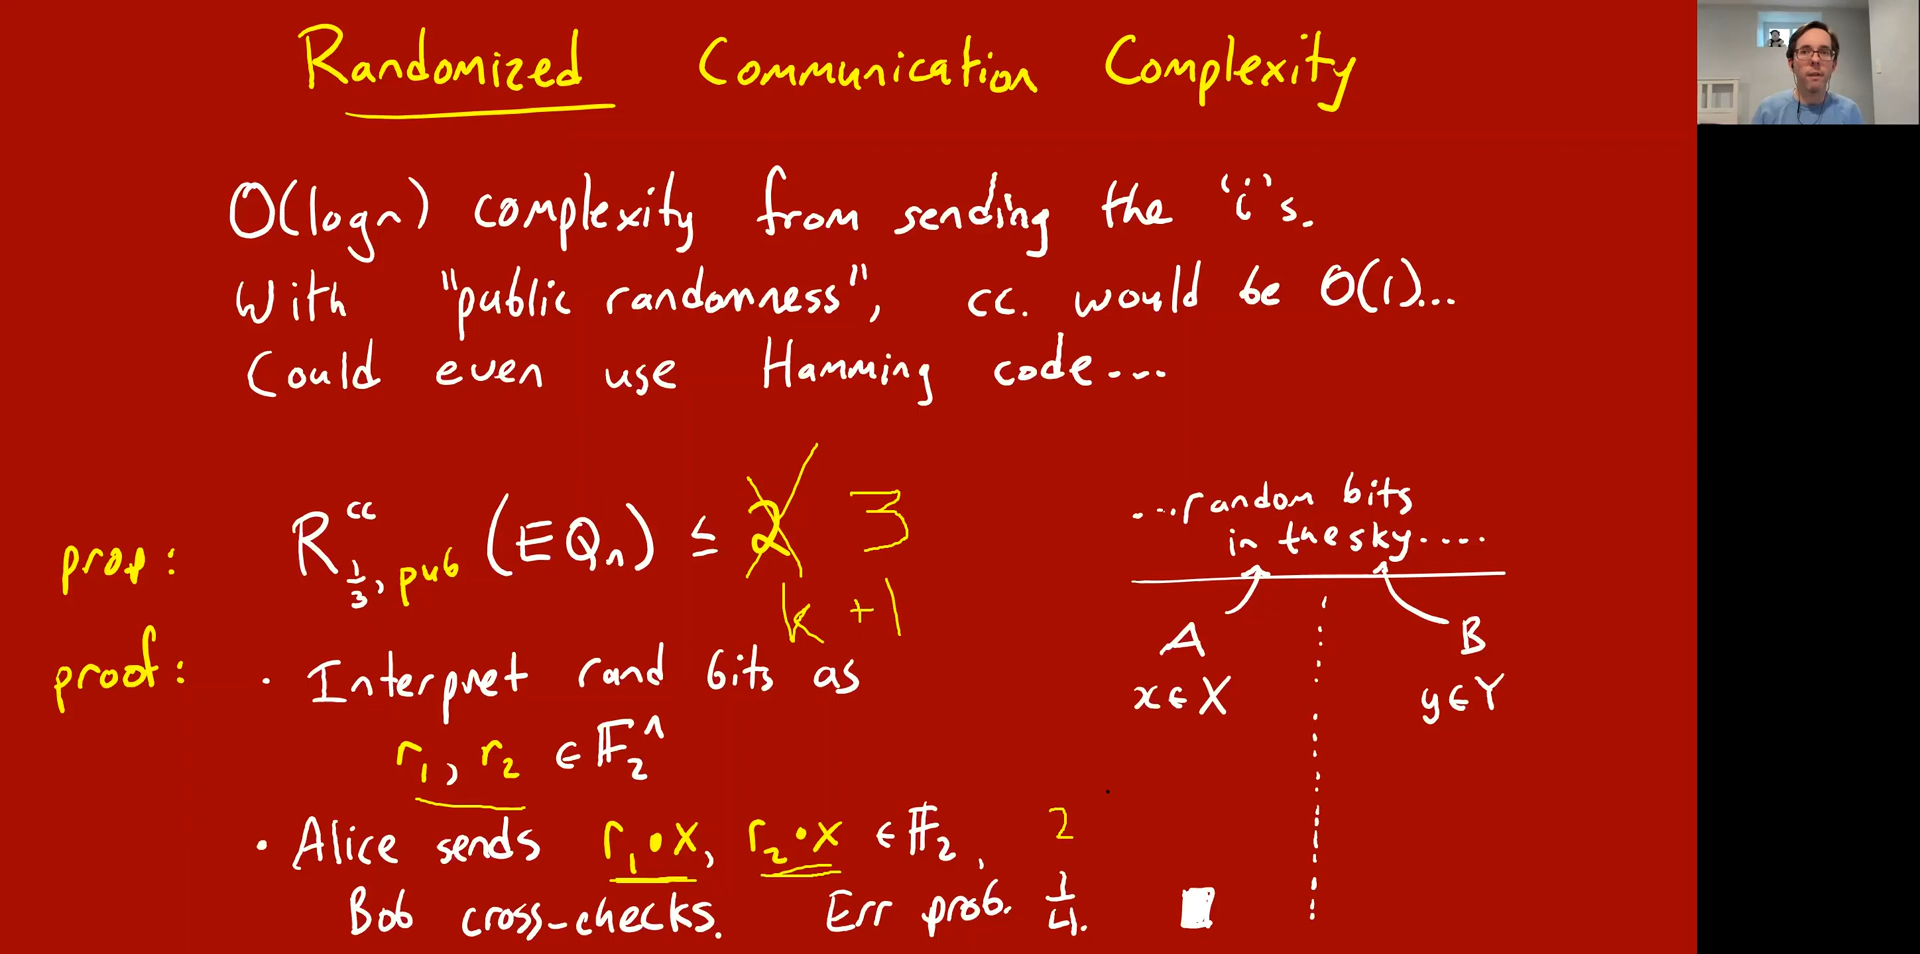 Randomized Communication Complexity
O(log n) complexity from sending the 'i's.
With "public randomness", cc. would be O(1)...
Could even use Hamming code...
prop: R^cc_{1/3, pub} (EQ_n) ≤ 2 3
k + 1
...random bits
in the sky....
A B
x ∈ X y ∈ Y
proof: · Interpret rand bits as
r_1, r_2 ∈ F_2^n
· Alice sends r_1 • x, r_2 • x ∈ F_2, 2
Bob cross-checks. Err prob. 1/4.